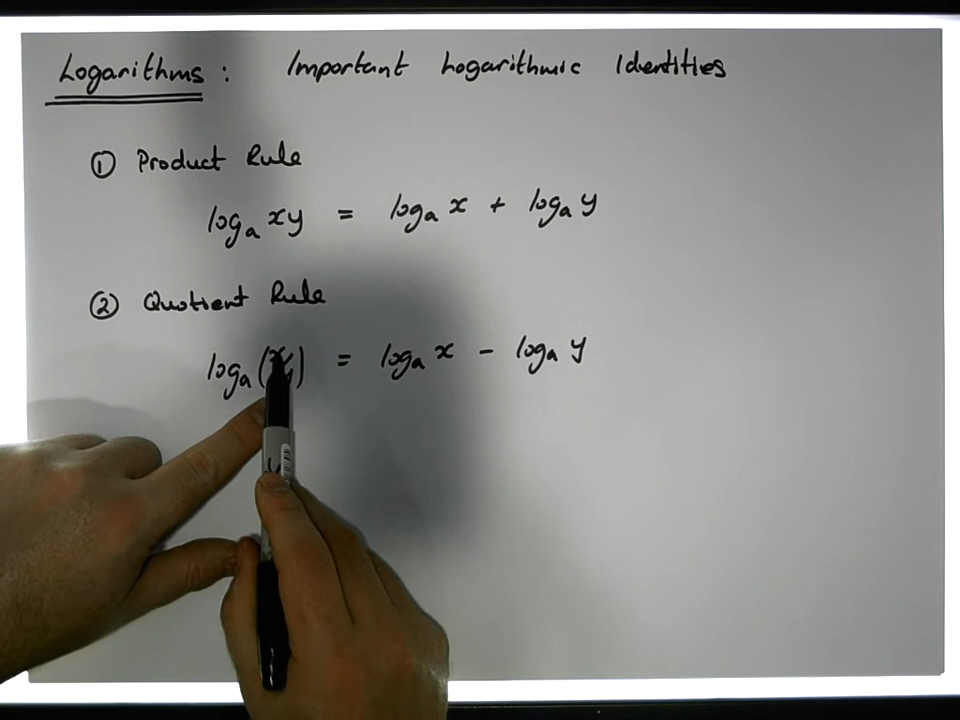 Logarithms : Important Logarithmic Identities
① Product Rule
logₐ xy = logₐ x + logₐ y
② Quotient Rule
logₐ (x/y) = logₐ x - logₐ y